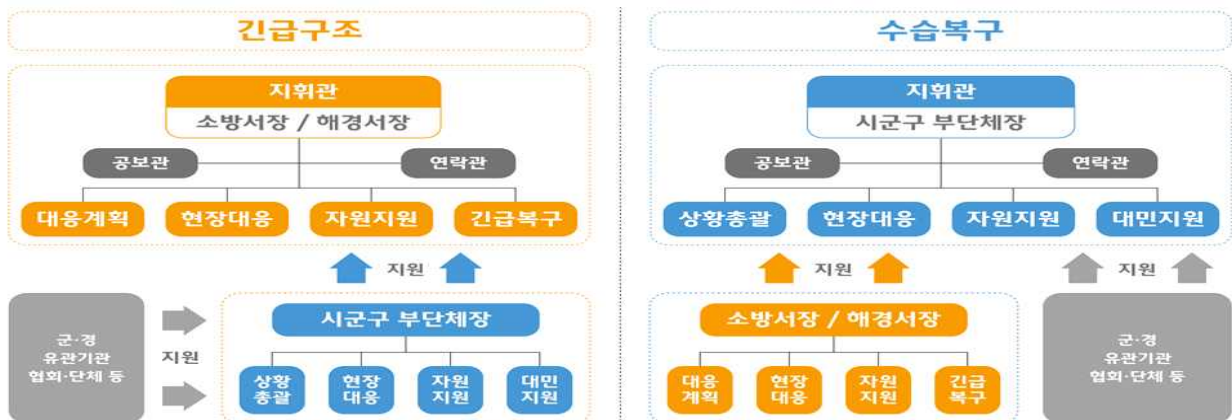 긴급구조
지휘관
소방서장 / 해경서장
공보관
연락관
대응계획
현장대응
자원지원
긴급복구
지원
군·경
유관기관
협회·단체 등
지원
시군구 부단체장
상황
총괄
현장
대응
자원
지원
대민
지원
수습복구
지휘관
시군구 부단체장
공보관
연락관
상황총괄
현장대응
자원지원
대민지원
지원
지원
소방서장 / 해경서장
대응
계획
현장
대응
자원
지원
긴급
복구
군·경
유관기관
협회·단체 등